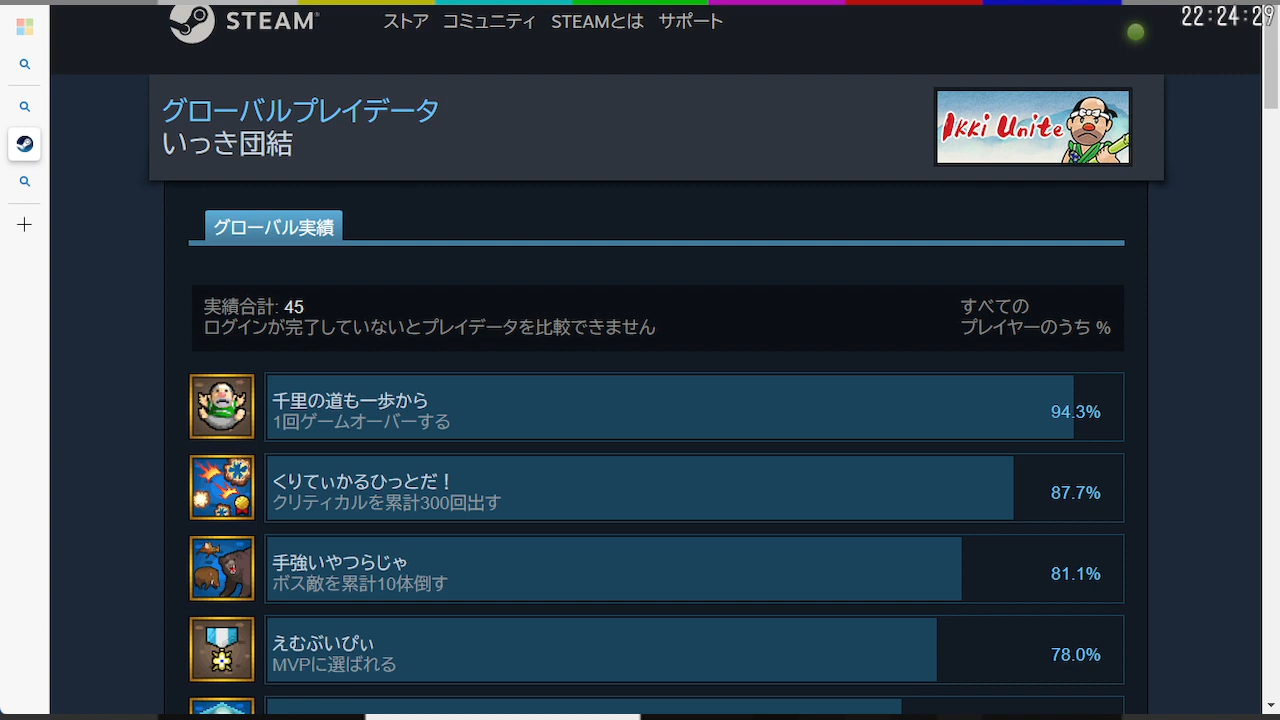 STEAM®
ストア コミュニティ STEAMとは サポート
22:24:29
グローバルプレイデータ
いっき団結
IKKI UNITE
グローバル実績
実績合計: 45
ログインが完了していないとプレイデータを比較できません
すべての
プレイヤーのうち %
千里の道も一歩から
1回ゲームオーバーする
94.3%
くりてぃかるひっとだ！
クリティカルを累計300回出す
87.7%
手強いやつらじゃ
ボス敵を累計10体倒す
81.1%
えむぶいぴぃ
MVPに選ばれる
78.0%